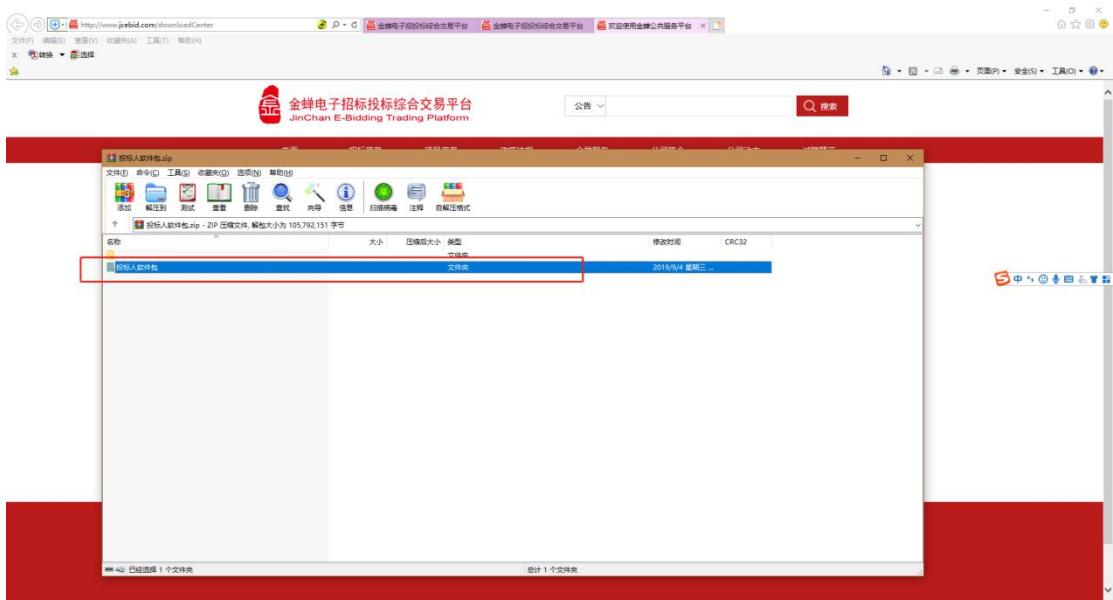 http://www.jcebid.com/downloadCenter
金蝉电子招标投标综合交易平台
金蝉电子招投标综合交易平台
欢迎使用金蝉公共服务平台
文件(F) 编辑(E) 查看(V) 收藏夹(A) 工具(T) 帮助(H)
x 转换 选择
页面(P) 安全(S) 工具(O)
金蝉电子招标投标综合交易平台
JinChan E-Bidding Trading Platform
公告
搜索
投标人软件包.zip
文件(F) 命令(C) 工具(S) 收藏夹(O) 选项(N) 帮助(H)
添加 解压到 测试 查看 删除 查找 向导 信息 扫描病毒 注释 自解压格式
投标人软件包.zip - ZIP 压缩文件, 解包大小为 105,792,151 字节
名称 大小 压缩后大小 类型 修改时间 CRC32
文件夹
投标人软件包 文件夹 2019/9/4 星期三 ...
中
已经选择 1 个文件夹
总计 1 个文件夹